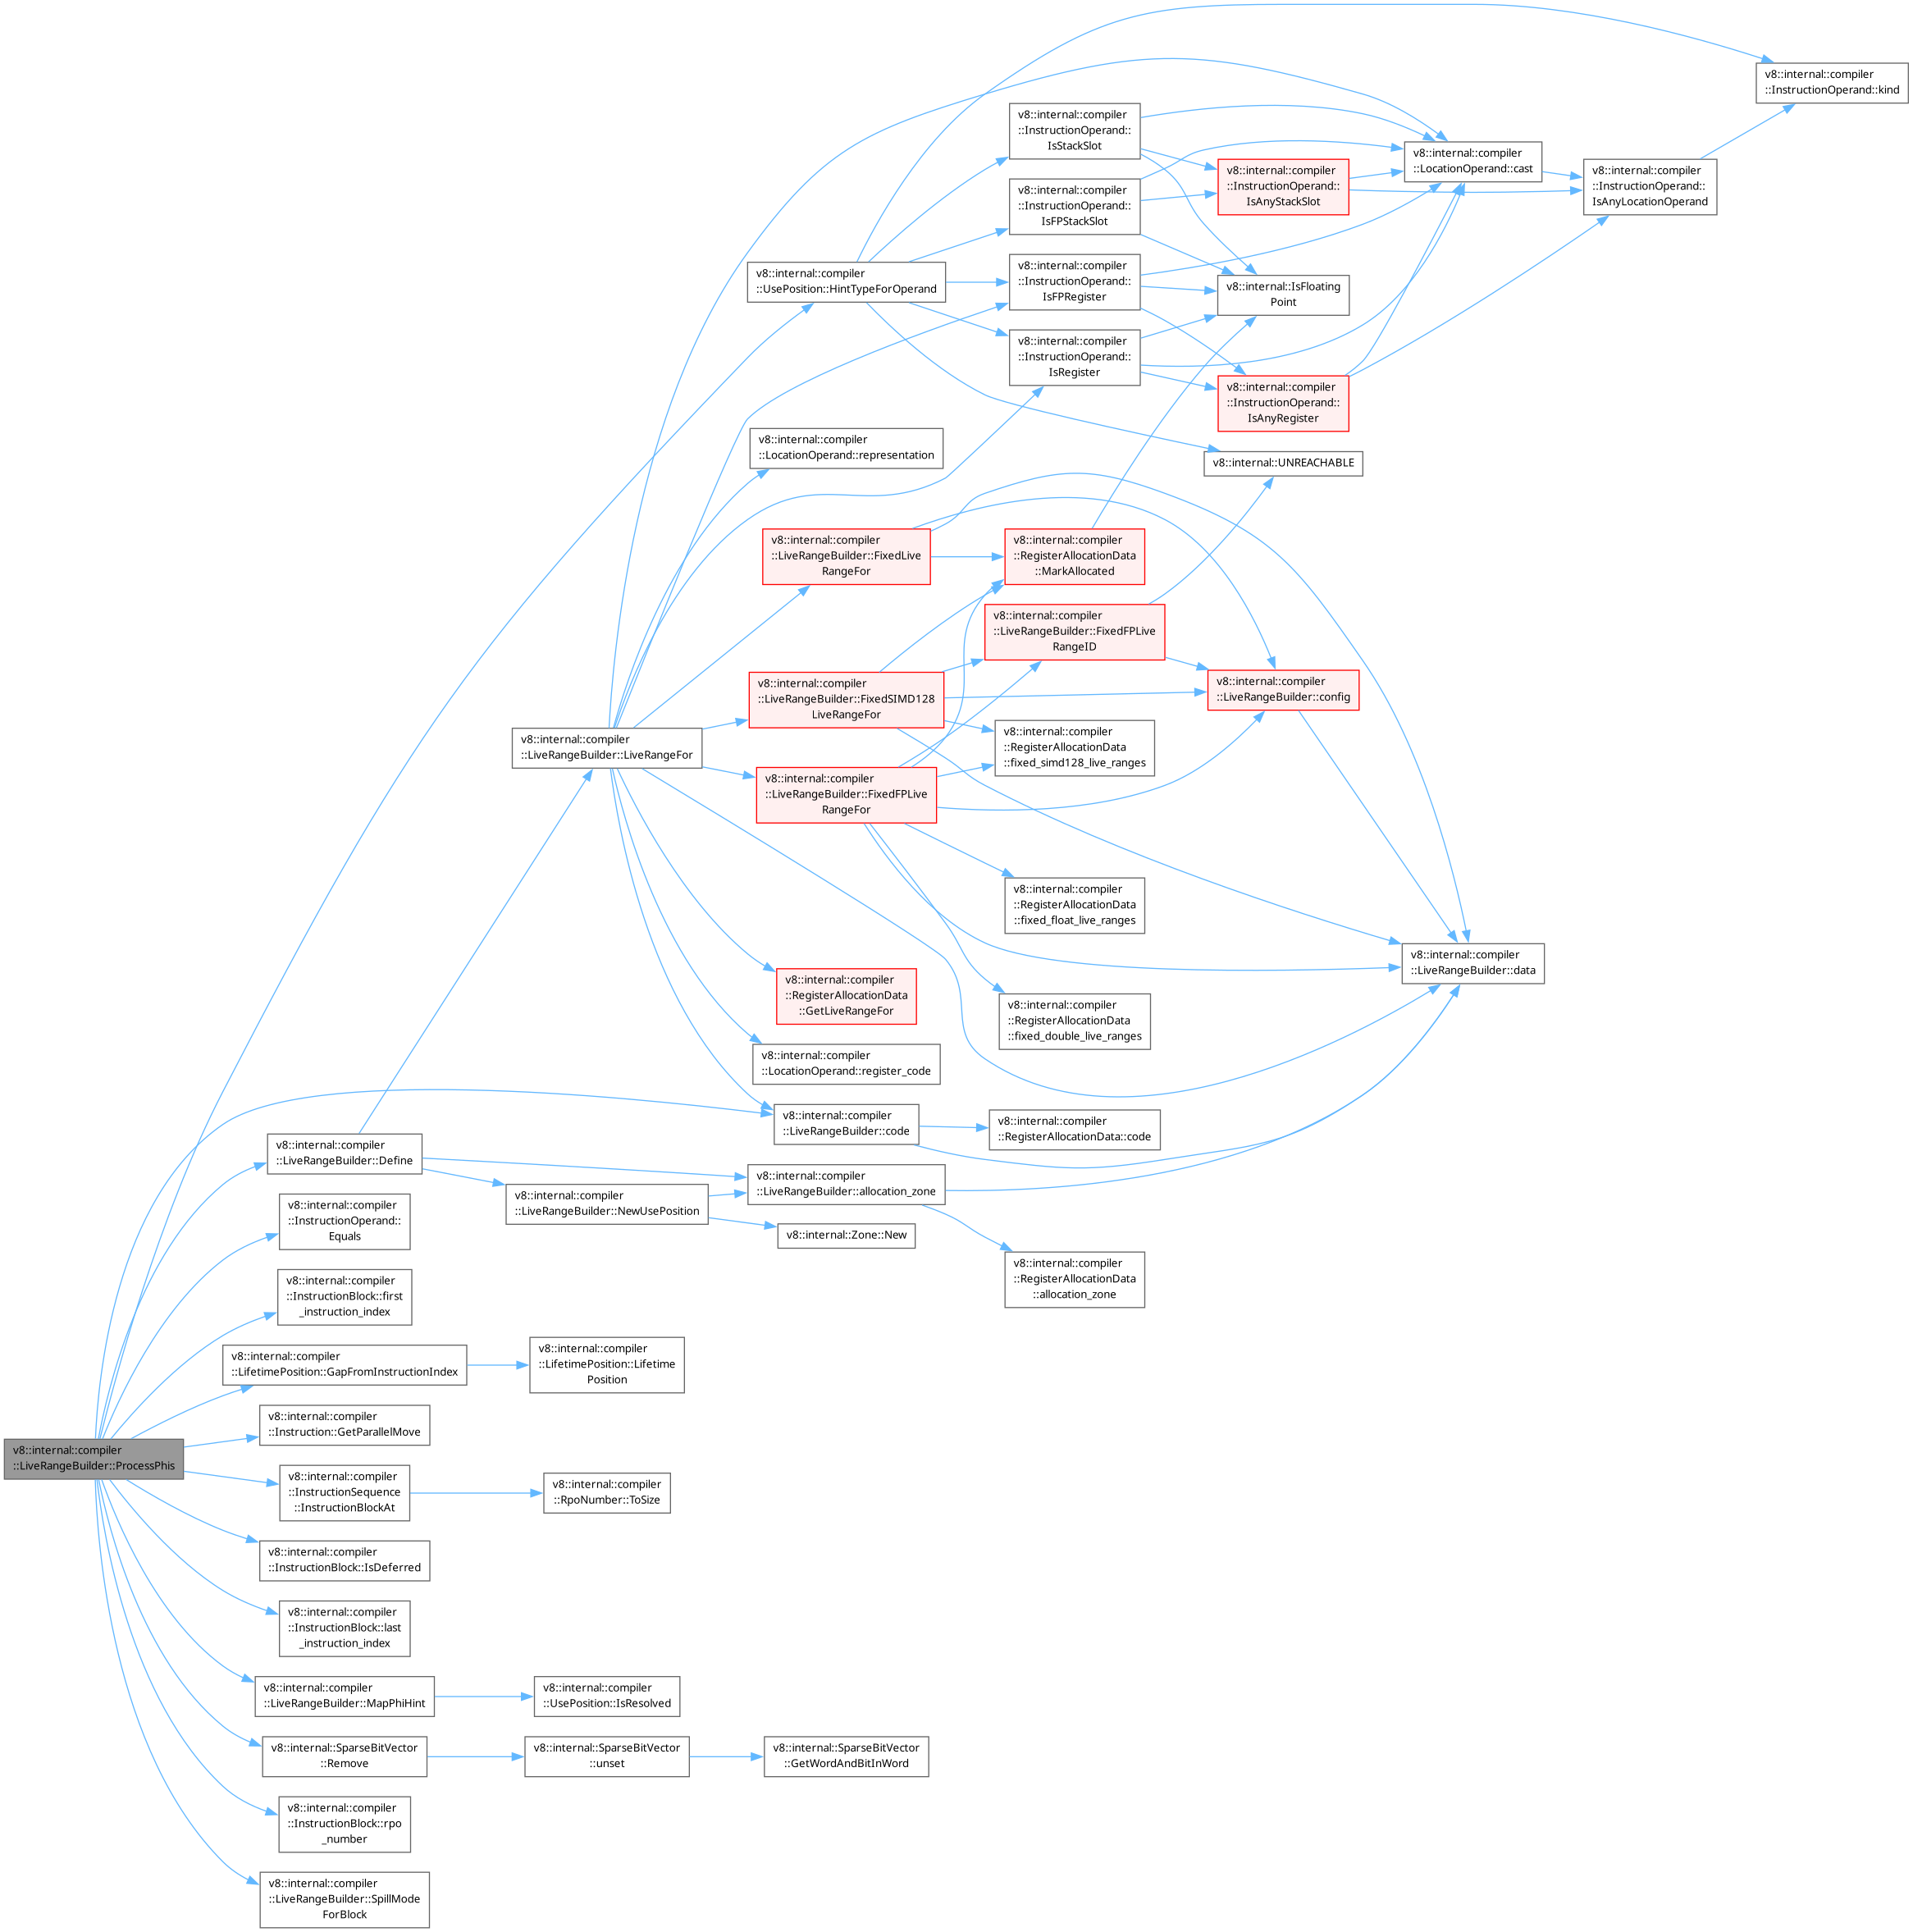 v8::internal::compiler
::InstructionOperand::kind
v8::internal::compiler
::InstructionOperand::
IsStackSlot
v8::internal::compiler
::LocationOperand::cast
v8::internal::compiler
::InstructionOperand::
IsAnyStackSlot
v8::internal::compiler
::InstructionOperand::
IsAnyLocationOperand
v8::internal::compiler
::InstructionOperand::
IsFPStackSlot
v8::internal::compiler
::UsePosition::HintTypeForOperand
v8::internal::compiler
::InstructionOperand::
IsFPRegister
v8::internal::IsFloating
Point
v8::internal::compiler
::InstructionOperand::
IsRegister
v8::internal::compiler
::InstructionOperand::
IsAnyRegister
v8::internal::compiler
::LocationOperand::representation
v8::internal::UNREACHABLE
v8::internal::compiler
::LiveRangeBuilder::FixedLive
RangeFor
v8::internal::compiler
::RegisterAllocationData
::MarkAllocated
v8::internal::compiler
::LiveRangeBuilder::FixedFPLive
RangeID
v8::internal::compiler
::LiveRangeBuilder::FixedSIMD128
LiveRangeFor
v8::internal::compiler
::LiveRangeBuilder::config
v8::internal::compiler
::LiveRangeBuilder::LiveRangeFor
v8::internal::compiler
::RegisterAllocationData
::fixed_simd128_live_ranges
v8::internal::compiler
::LiveRangeBuilder::FixedFPLive
RangeFor
v8::internal::compiler
::RegisterAllocationData
::fixed_float_live_ranges
v8::internal::compiler
::LiveRangeBuilder::data
v8::internal::compiler
::RegisterAllocationData
::GetLiveRangeFor
v8::internal::compiler
::RegisterAllocationData
::fixed_double_live_ranges
v8::internal::compiler
::LocationOperand::register_code
v8::internal::compiler
::LiveRangeBuilder::code
v8::internal::compiler
::RegisterAllocationData::code
v8::internal::compiler
::LiveRangeBuilder::Define
v8::internal::compiler
::LiveRangeBuilder::allocation_zone
v8::internal::compiler
::LiveRangeBuilder::NewUsePosition
v8::internal::compiler
::InstructionOperand::
Equals
v8::internal::Zone::New
v8::internal::compiler
::RegisterAllocationData
::allocation_zone
v8::internal::compiler
::InstructionBlock::first
_instruction_index
v8::internal::compiler
::LifetimePosition::GapFromInstructionIndex
v8::internal::compiler
::LifetimePosition::Lifetime
Position
v8::internal::compiler
::Instruction::GetParallelMove
v8::internal::compiler
::LiveRangeBuilder::ProcessPhis
v8::internal::compiler
::InstructionSequence
::InstructionBlockAt
v8::internal::compiler
::RpoNumber::ToSize
v8::internal::compiler
::InstructionBlock::IsDeferred
v8::internal::compiler
::InstructionBlock::last
_instruction_index
v8::internal::compiler
::LiveRangeBuilder::MapPhiHint
v8::internal::compiler
::UsePosition::IsResolved
v8::internal::SparseBitVector
::Remove
v8::internal::SparseBitVector
::unset
v8::internal::SparseBitVector
::GetWordAndBitInWord
v8::internal::compiler
::InstructionBlock::rpo
_number
v8::internal::compiler
::LiveRangeBuilder::SpillMode
ForBlock